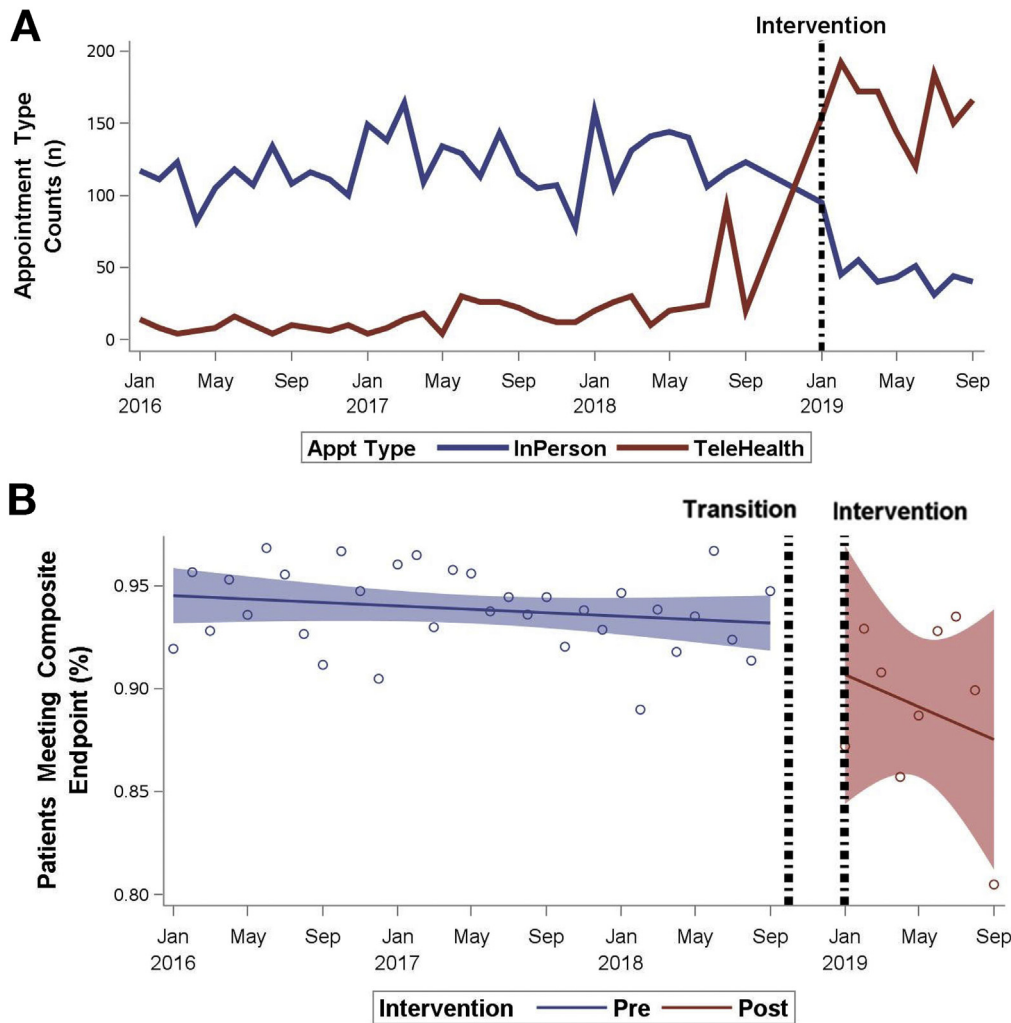 A
Intervention
Appointment Type
Counts (n)
200
150
100
50
0
Jan May Sep Jan May Sep Jan May Sep Jan May Sep
2016 2017 2018 2019
Appt Type InPerson TeleHealth
B
Transition Intervention
Patients Meeting Composite
Endpoint (%)
0.95
0.90
0.85
0.80
Jan May Sep Jan May Sep Jan May Sep Jan May Sep
2016 2017 2018 2019
Intervention Pre Post